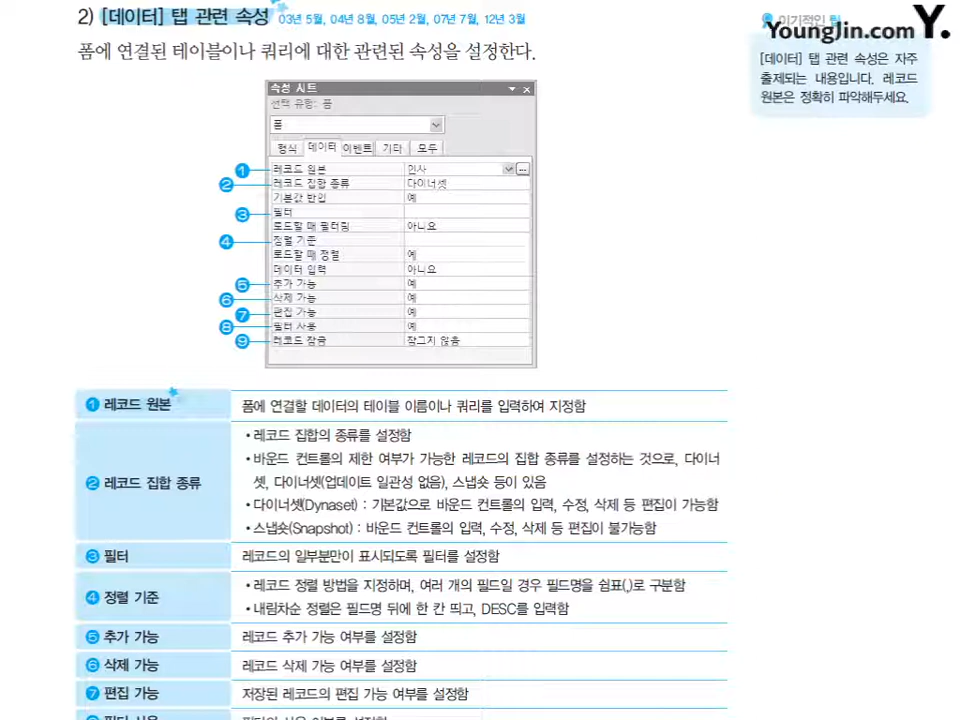 2) [데이터] 탭 관련 속성 03년 5월, 04년 8월, 05년 2월, 07년 7월, 12년 3월
폼에 연결된 테이블이나 쿼리에 대한 관련된 속성을 설정한다.
이기적인 팁
YoungJin.com Y.
[데이터] 탭 관련 속성은 자주
출제되는 내용입니다. 레코드
원본은 정확히 파악해두세요.
속성 시트
선택 유형: 폼
폼
형식 데이터 이벤트 기타 모두
① 레코드 원본 인사
② 레코드 집합 종류 다이너셋
기본값 반입 예
③ 필터
로드할 때 필터링 아니요
④ 정렬 기준
로드할 때 정렬 예
데이터 입력 아니요
⑤ 추가 가능 예
⑥ 삭제 가능 예
⑦ 편집 가능 예
⑧ 필터 사용 예
⑨ 레코드 잠금 잠그지 않음
① 레코드 원본 폼에 연결할 데이터의 테이블 이름이나 쿼리를 입력하여 지정함
② 레코드 집합 종류
• 레코드 집합의 종류를 설정함
• 바운드 컨트롤의 제한 여부가 가능한 레코드의 집합 종류를 설정하는 것으로, 다이너
셋, 다이너셋(업데이트 일관성 없음), 스냅숏 등이 있음
• 다이너셋(Dynaset) : 기본값으로 바운드 컨트롤의 입력, 수정, 삭제 등 편집이 가능함
• 스냅숏(Snapshot) : 바운드 컨트롤의 입력, 수정, 삭제 등 편집이 불가능함
③ 필터 레코드의 일부분만이 표시되도록 필터를 설정함
④ 정렬 기준
• 레코드 정렬 방법을 지정하며, 여러 개의 필드일 경우 필드명을 쉼표(,)로 구분함
• 내림차순 정렬은 필드명 뒤에 한 칸 띄고, DESC를 입력함
⑤ 추가 가능 레코드 추가 가능 여부를 설정함
⑥ 삭제 가능 레코드 삭제 가능 여부를 설정함
⑦ 편집 가능 저장된 레코드의 편집 가능 여부를 설정함